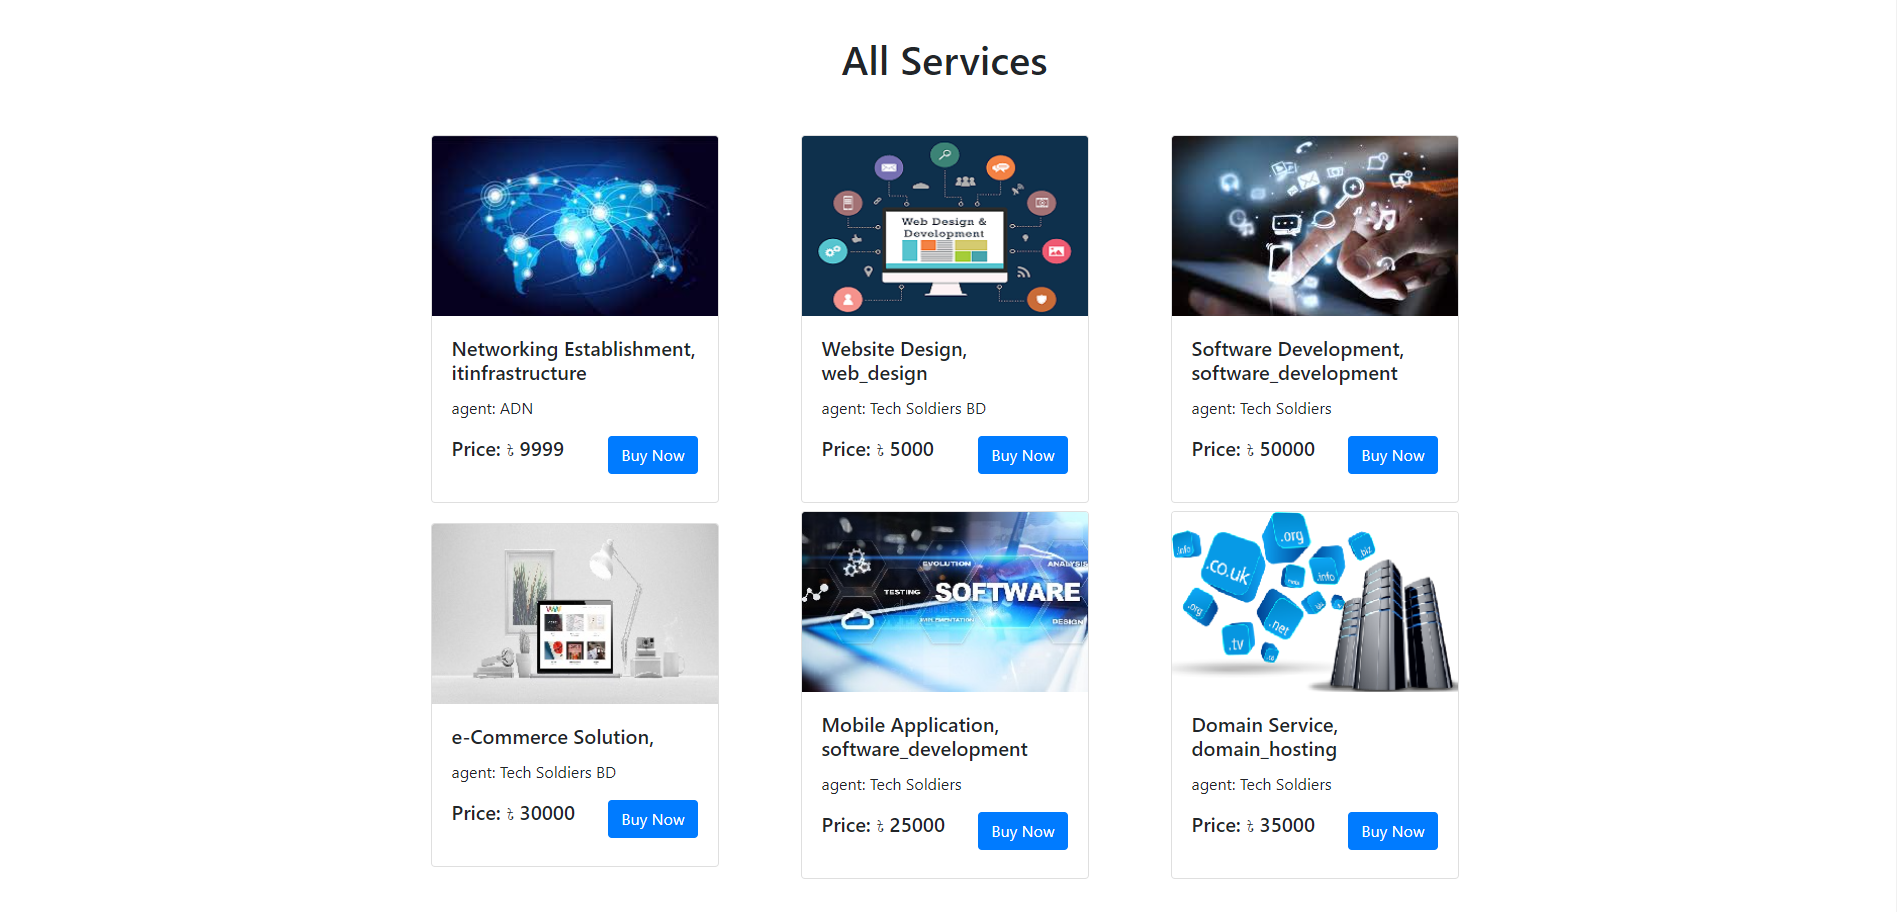 All Services
Web Design &
Development
Networking Establishment,
itinfrastructure
agent: ADN
Price: ৳ 9999
Buy Now
Website Design,
web_design
agent: Tech Soldiers BD
Price: ৳ 5000
Buy Now
Software Development,
software_development
agent: Tech Soldiers
Price: ৳ 50000
Buy Now
e-Commerce Solution,
agent: Tech Soldiers BD
Price: ৳ 30000
Buy Now
EVOLUTION
ANALYSIS
TESTING
SOFTWARE
IMPLEMENTATION
DESIGN
Mobile Application,
software_development
agent: Tech Soldiers
Price: ৳ 25000
Buy Now
.org
.info
.biz
.co.uk
.info
.org
.net
.tv
Domain Service,
domain_hosting
agent: Tech Soldiers
Price: ৳ 35000
Buy Now